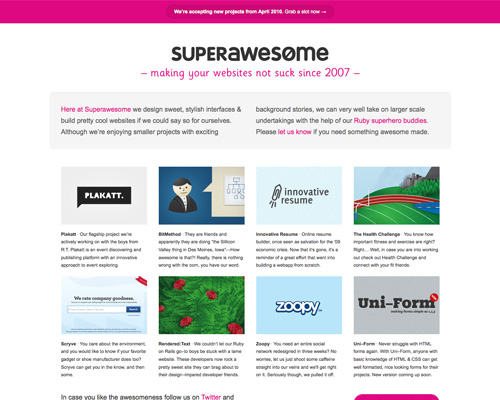 We're accepting new projects from April 2010. Grab a slot now →
SUPERAWESØME
– making your websites not suck since 2007 –
Here at Superawesome we design sweet, stylish interfaces &
build pretty cool websites if we could say so for ourselves.
Although we're enjoying smaller projects with exciting
background stories, we can very well take on larger scale
undertakings with the help of our Ruby superhero buddies.
Please let us know if you need something awesome made.
PLAKATT.
innovative
resume
Plakatt · Our flagship project we're
actively working on with the boys from
R.T. Plakatt is an event discovering and
publishing platform with an innovative
approach to event exploring.
BitMethod · They are friends and
apparently they are doing "the Silicon
Valley thing in Des Moines, Iowa"—How
awesome is that?! Really, there is nothing
wrong with the corn, you have our word.
Innovative Resume · Online resume
builder, once seen as salvation for the '09
economic crisis. Now that it's gone, it's a
reminder of a great effort that went into
building a webapp from scratch.
The Health Challenge · You know how
important fitness and exercise are right?
Right... Well, in case you are into working
out check out Health Challenge and
connect with your fit friends.
We rate company goodness.
Search
zoopy
Uni-Form
making forms simple as 1,2,3
Scryve · You care about the environment,
and you would like to know if your favorite
gadget or shoe manufacturer does too?
Scryve can get you in the know, and then
some.
Rendered:Text · We couldn't let our Ruby
on Rails go-to boys be stuck with a lame
website. These developers now rock a
pretty sweet site they can brag about to
their design-impaired developer friends.
Zoopy · You need an entire social
network redesigned in three weeks? No
worries, let us just shoot some caffeine
straight into our veins and we'll get right
on it. Seriously though, we pulled it off.
Uni-Form · Never struggle with HTML
forms again. With Uni-Form, anyone with
basic knowledge of HTML & CSS can get
well formatted, nice looking forms for their
projects. New version coming up soon.
In case you like the awesomeness follow us on Twitter and